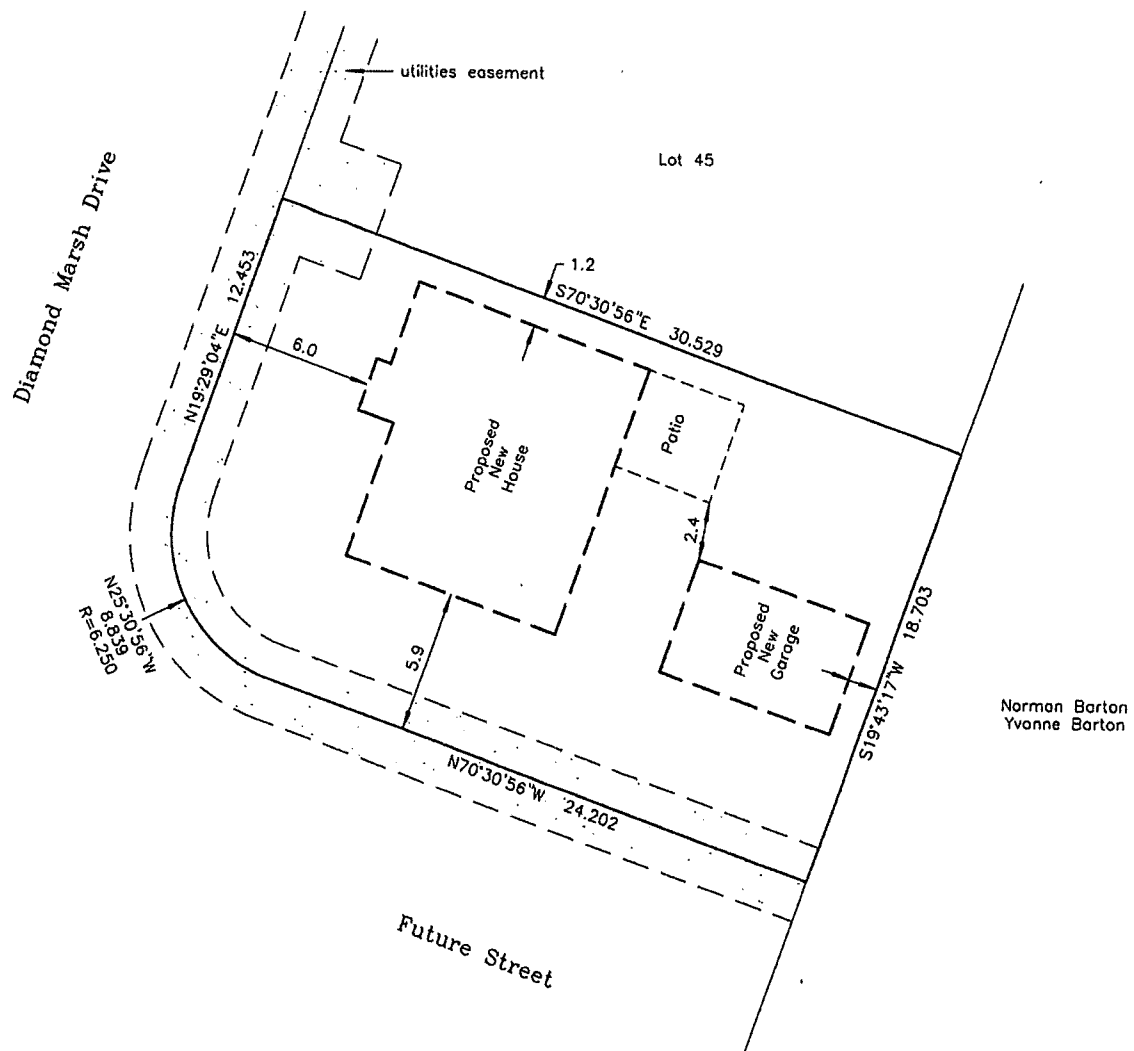 utilities easement
Lot 45
Diamond Marsh Drive
1.2
S70°30'56"E 30.529
N19°29'04"E 12.453
6.0
Proposed
New
House
Patio
2.4
Proposed
New
Garage
18.703
S19°43'17"W
N25°30'56"W
8.839
R=6.250
5.9
N70°30'56"W 24.202
Norman Barton
Yvonne Barton
Future Street